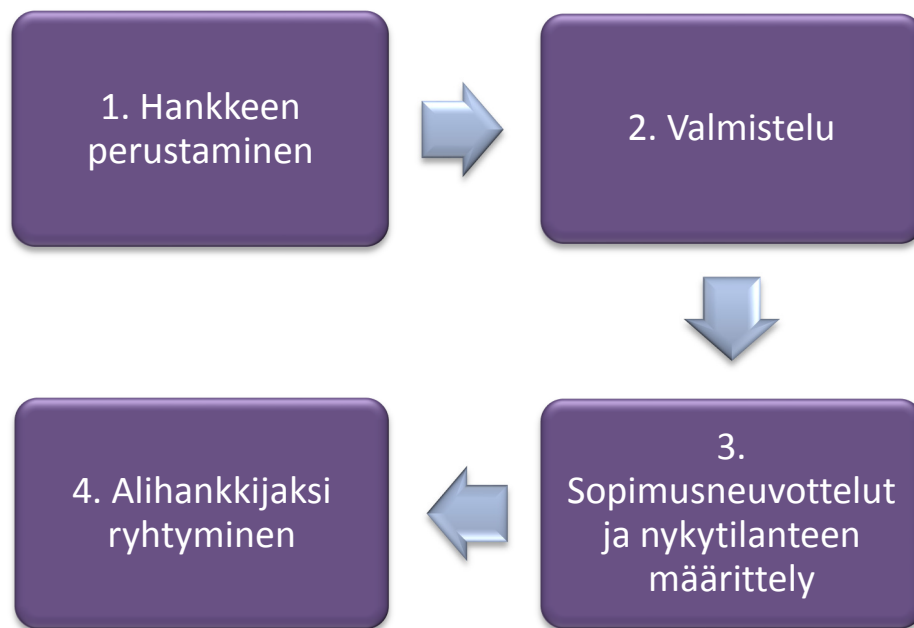 1. Hankkeen
perustaminen
2. Valmistelu
3.
Sopimusneuvottelut
ja nykytilanteen
määrittely
4. Alihankkijaksi
ryhtyminen